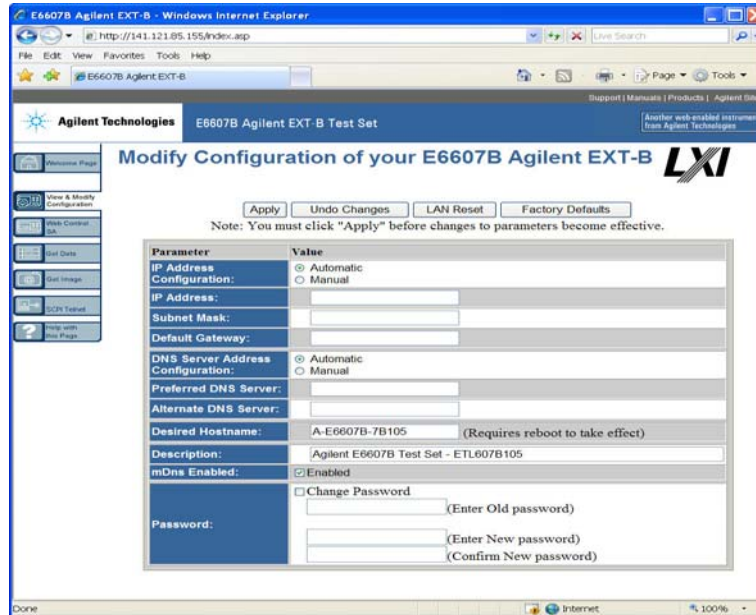 E6607B Agilent EXT-B - Windows Internet Explorer
http://141.121.85.155/index.asp
Live Search
File Edit View Favorites Tools Help
E6607B Agilent EXT-B
Page Tools
Support | Manuals | Products | Agilent Site
Agilent Technologies
E6607B Agilent EXT-B Test Set
Another web-enabled instrument
from Agilent Technologies
Welcome Page
View & Modify
Configuration
Web Control
SA
Get Data
Get Image
SCPI Telnet
Help with
this Page
Modify Configuration of your E6607B Agilent EXT-B
LXI
Apply Undo Changes LAN Reset Factory Defaults
Note: You must click "Apply" before changes to parameters become effective.
Parameter Value
IP Address
Configuration:
Automatic
Manual
IP Address:
Subnet Mask:
Default Gateway:
DNS Server Address
Configuration:
Automatic
Manual
Preferred DNS Server:
Alternate DNS Server:
Desired Hostname: A-E6607B-7B105 (Requires reboot to take effect)
Description: Agilent E6607B Test Set - ETL607B105
mDns Enabled: Enabled
Password:
Change Password
(Enter Old password)
(Enter New password)
(Confirm New password)
Done
Internet
100%